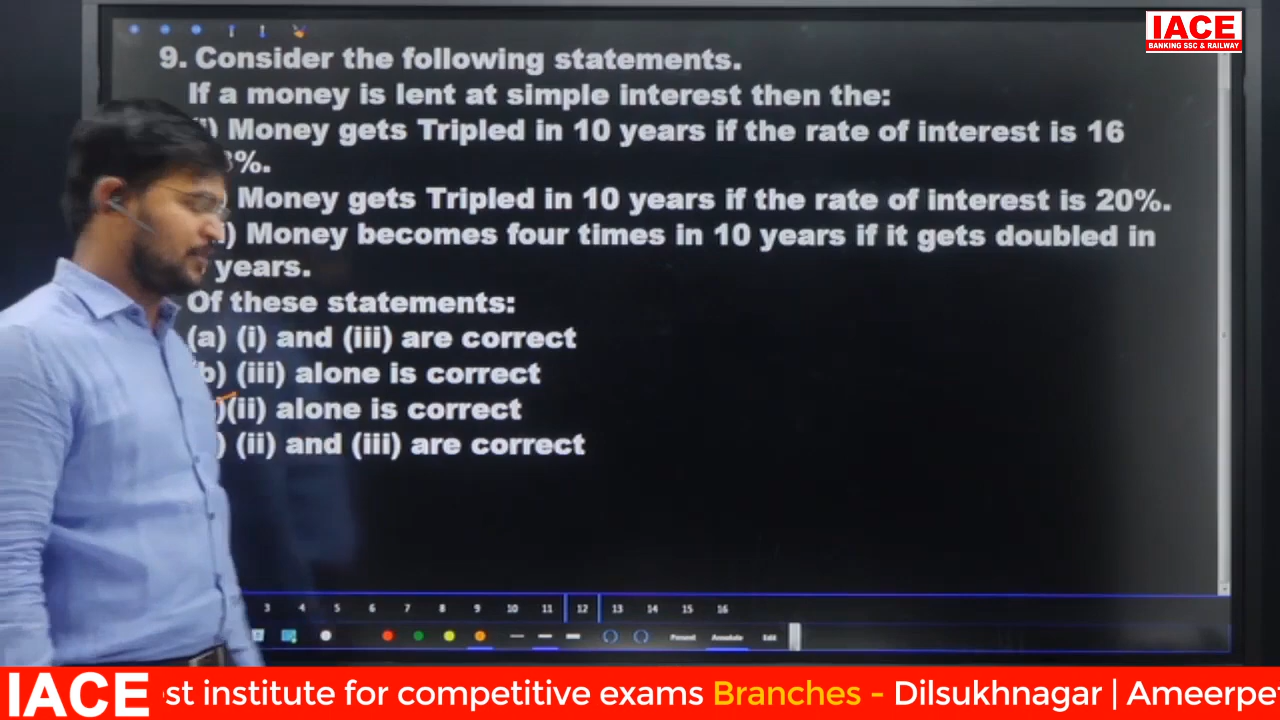 IACE
BANKING SSC & RAILWAY
9. Consider the following statements.
If a money is lent at simple interest then the:
) Money gets Tripled in 10 years if the rate of interest is 16
%.
Money gets Tripled in 10 years if the rate of interest is 20%.
) Money becomes four times in 10 years if it gets doubled in
years.
Of these statements:
(a) (i) and (iii) are correct
b) (iii) alone is correct
)(ii) alone is correct
) (ii) and (iii) are correct
3 4 5 6 7 8 9 10 11 12 13 14 15 16
Present Annotate Edit
IACE st institute for competitive exams Branches - Dilsukhnagar | Ameerpe